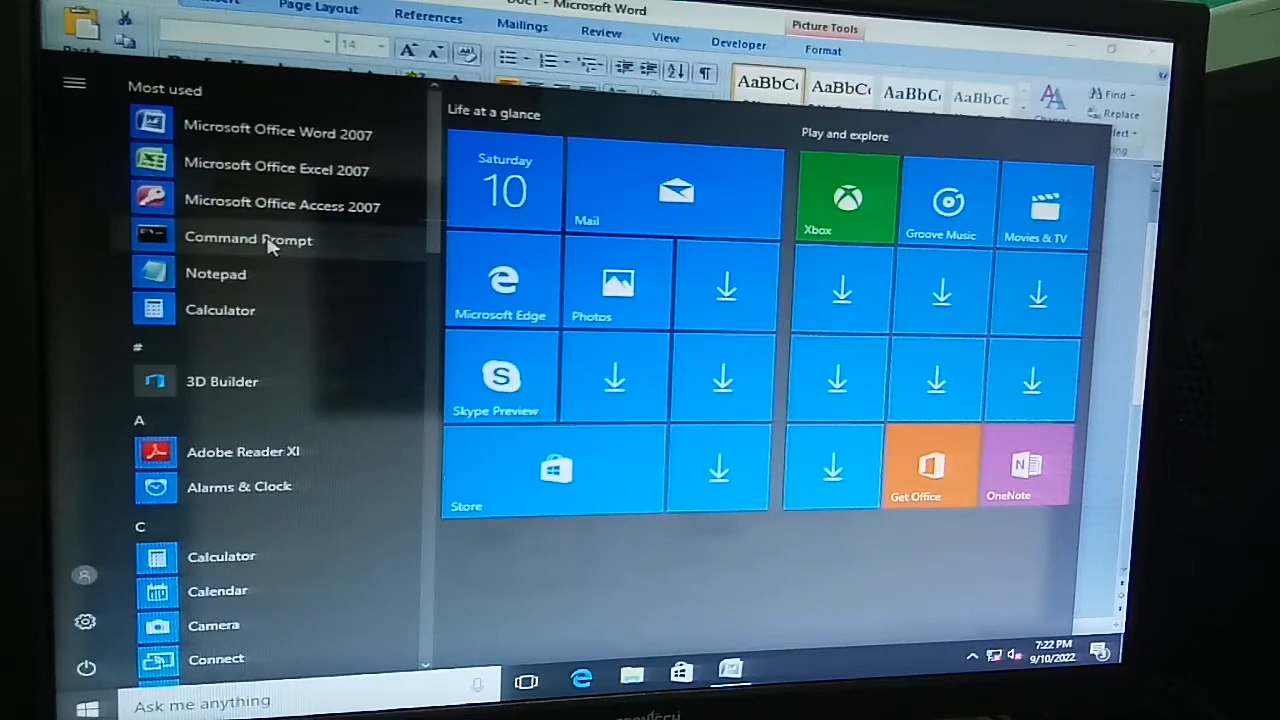 Microsoft Word
Picture Tools
Page Layout
References
Mailings
Review
View
Developer
Format
14
AaBbC
AaBbC
AaBbC
AaBbCc
Find
Replace
Most used
Microsoft Office Word 2007
Microsoft Office Excel 2007
Microsoft Office Access 2007
Command Prompt
Notepad
Calculator
#
3D Builder
A
Adobe Reader XI
Alarms & Clock
C
Calculator
Calendar
Camera
Connect
Life at a glance
Saturday
10
Mail
Microsoft Edge
Photos
Skype Preview
Store
Play and explore
Xbox
Groove Music
Movies & TV
Get Office
OneNote
Ask me anything
7:22 PM
9/10/2022